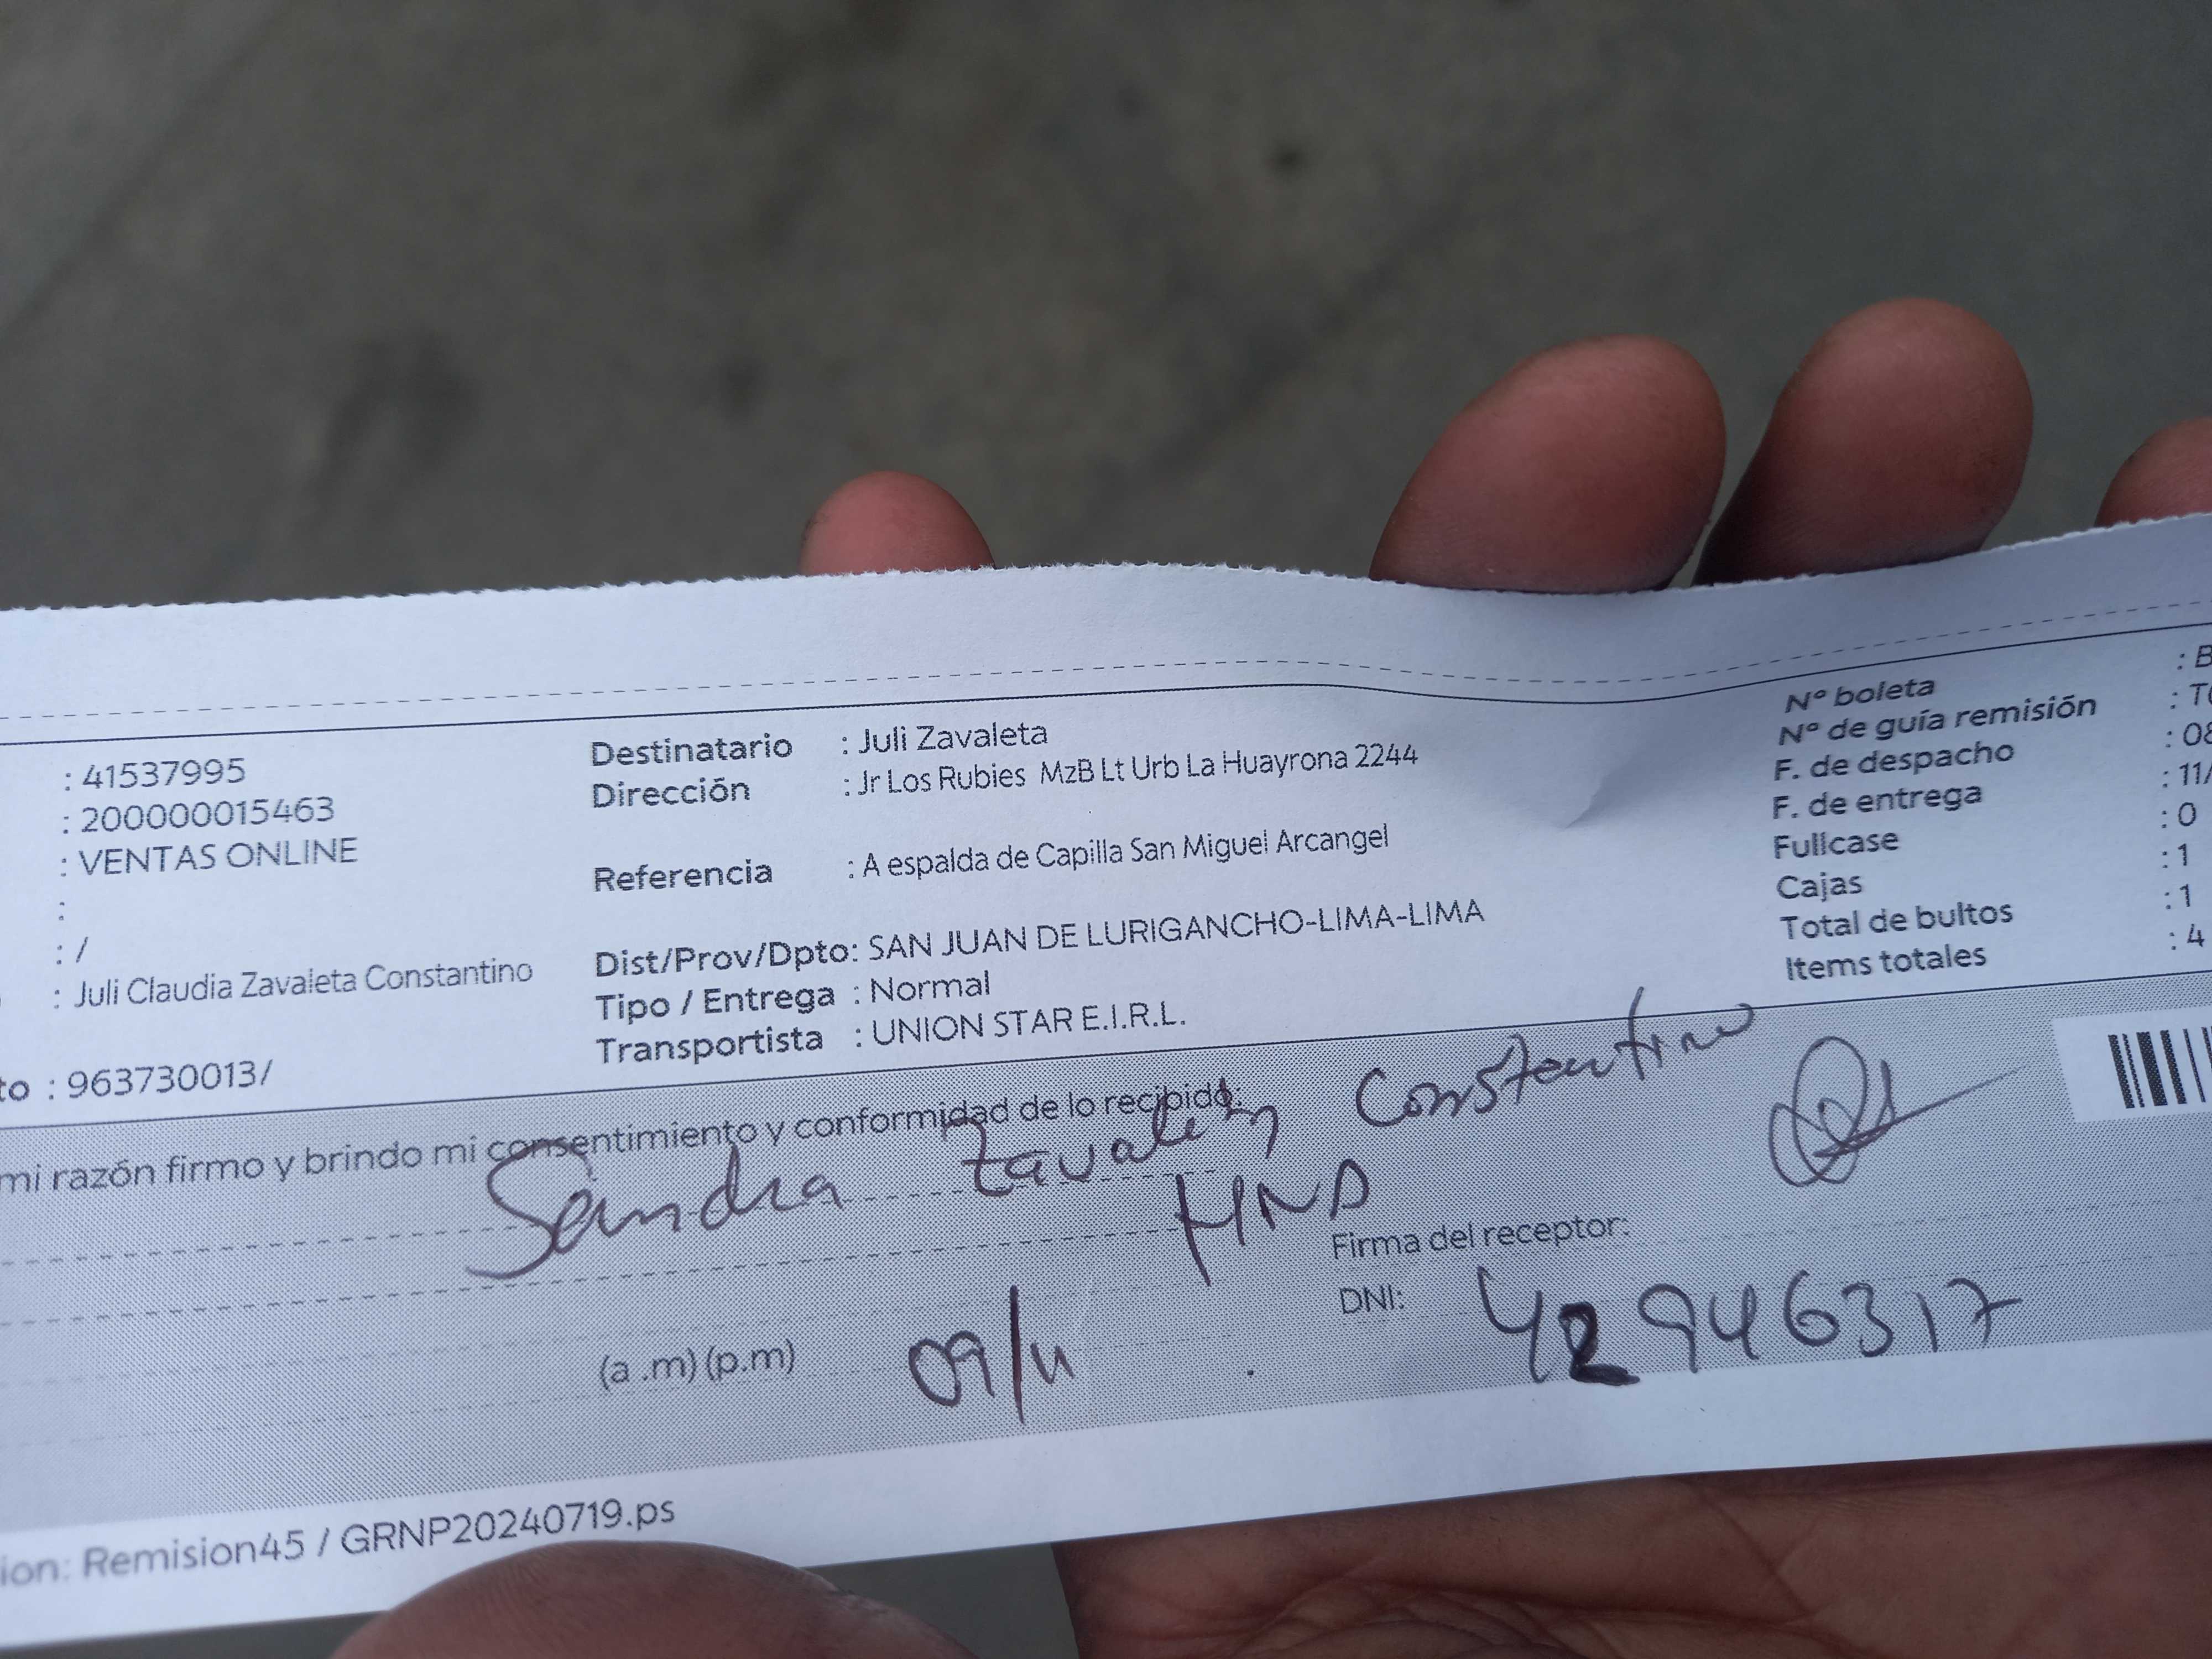 : 41537995
: 200000015463
: VENTAS ONLINE
:
: /
: Juli Claudia Zavaleta Constantino
to : 963730013/
Destinatario : Juli Zavaleta
Dirección : Jr Los Rubies MzB Lt Urb La Huayrona 2244
Referencia : A espalda de Capilla San Miguel Arcangel
Dist/Prov/Dpto: SAN JUAN DE LURIGANCHO-LIMA-LIMA
Tipo / Entrega : Normal
Transportista : UNION STAR E.I.R.L.
Nº boleta : B
Nº de guía remisión : T
F. de despacho : 08
F. de entrega : 11/
Fullcase : 0
Cajas : 1
Total de bultos : 1
Items totales : 4
mi razón firmo y brindo mi consentimiento y conformidad de lo recibido:
Sandra Zavaleta Constantino
Firma del receptor:
DNI: 42946317
(a .m) (p.m) 09/11
ion: Remision45 / GRNP20240719.ps